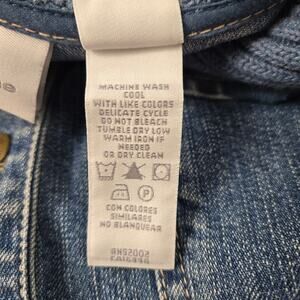 MACHINE WASH
COOL
WITH LIKE COLORS
DELICATE CYCLE
DO NOT BLEACH
TUMBLE DRY LOW
WARM IRON IF
NEEDED
OR DRY CLEAN
P
CON COLORES
SIMILARES
NO BLANQUEAR